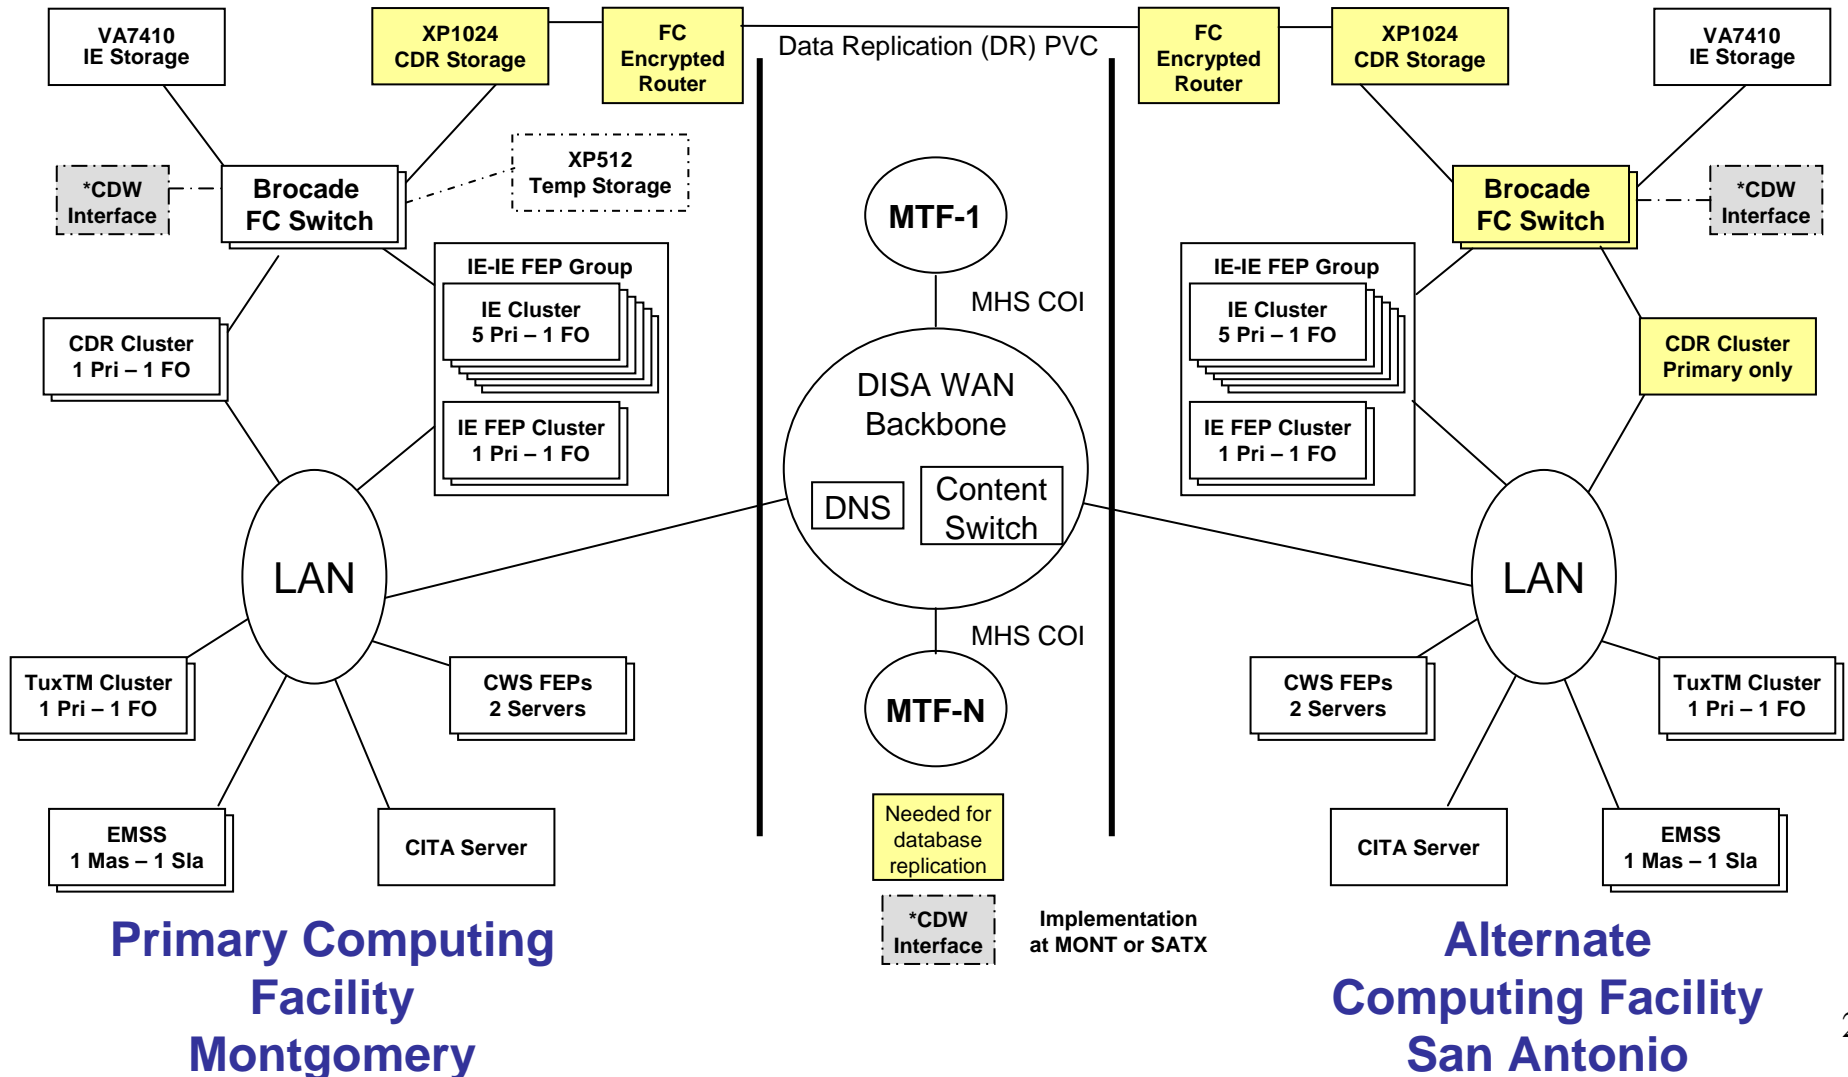 VA7410
IE Storage
XP1024
CDR Storage
FC
Encrypted
Router
Data Replication (DR) PVC
FC
Encrypted
Router
XP1024
CDR Storage
VA7410
IE Storage
*CDW
Interface
Brocade
FC Switch
XP512
Temp Storage
MTF-1
Brocade
FC Switch
*CDW
Interface
IE-IE FEP Group
IE Cluster
5 Pri – 1 FO
IE FEP Cluster
1 Pri – 1 FO
CDR Cluster
1 Pri – 1 FO
MHS COI
DISA WAN
Backbone
DNS
Content
Switch
MHS COI
MTF-N
IE-IE FEP Group
IE Cluster
5 Pri – 1 FO
IE FEP Cluster
1 Pri – 1 FO
CDR Cluster
Primary only
LAN
LAN
TuxTM Cluster
1 Pri – 1 FO
CWS FEPs
2 Servers
EMSS
1 Mas – 1 Sla
CITA Server
CWS FEPs
2 Servers
TuxTM Cluster
1 Pri – 1 FO
CITA Server
EMSS
1 Mas – 1 Sla
Needed for
database
replication
*CDW
Interface
Implementation
at MONT or SATX
Primary Computing
Facility
Montgomery
Alternate
Computing Facility
San Antonio